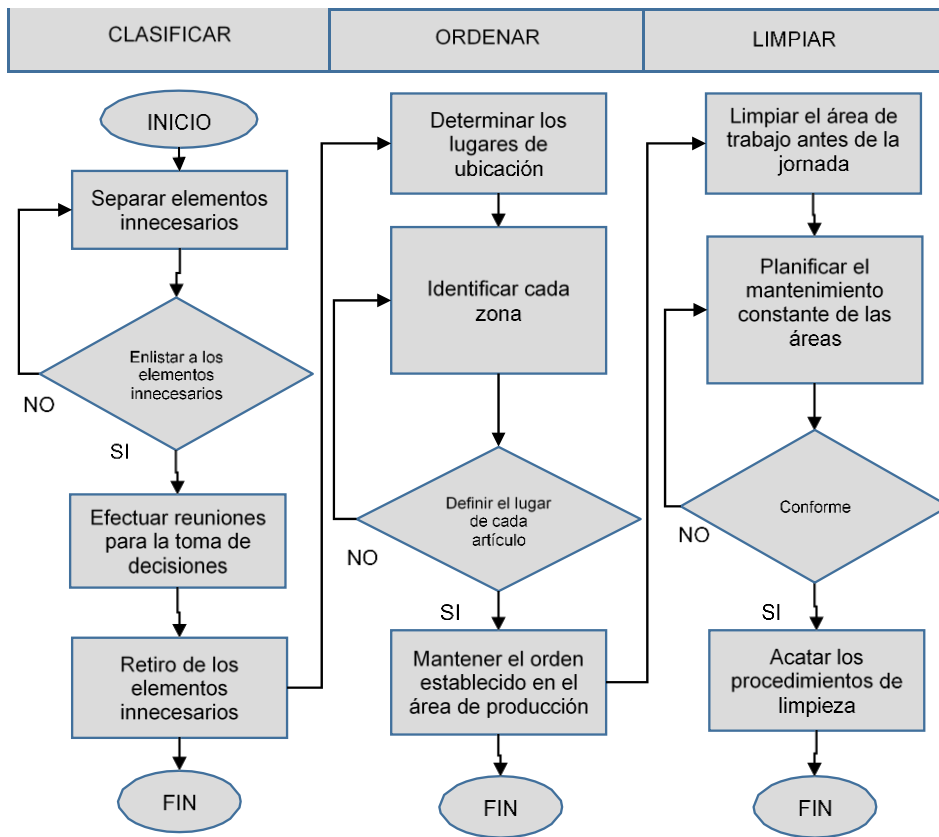 CLASIFICAR
ORDENAR
LIMPIAR
INICIO
Separar elementos
innecesarios
Enlistar a los
elementos
innecesarios
NO
SI
Efectuar reuniones
para la toma de
decisiones
Retiro de los
elementos
innecesarios
FIN
Determinar los
lugares de
ubicación
Identificar cada
zona
Definir el lugar
de cada
artículo
NO
SI
Mantener el orden
establecido en el
área de producción
FIN
Limpiar el área de
trabajo antes de la
jornada
Planificar el
mantenimiento
constante de las
áreas
Conforme
NO
SI
Acatar los
procedimientos de
limpieza
FIN